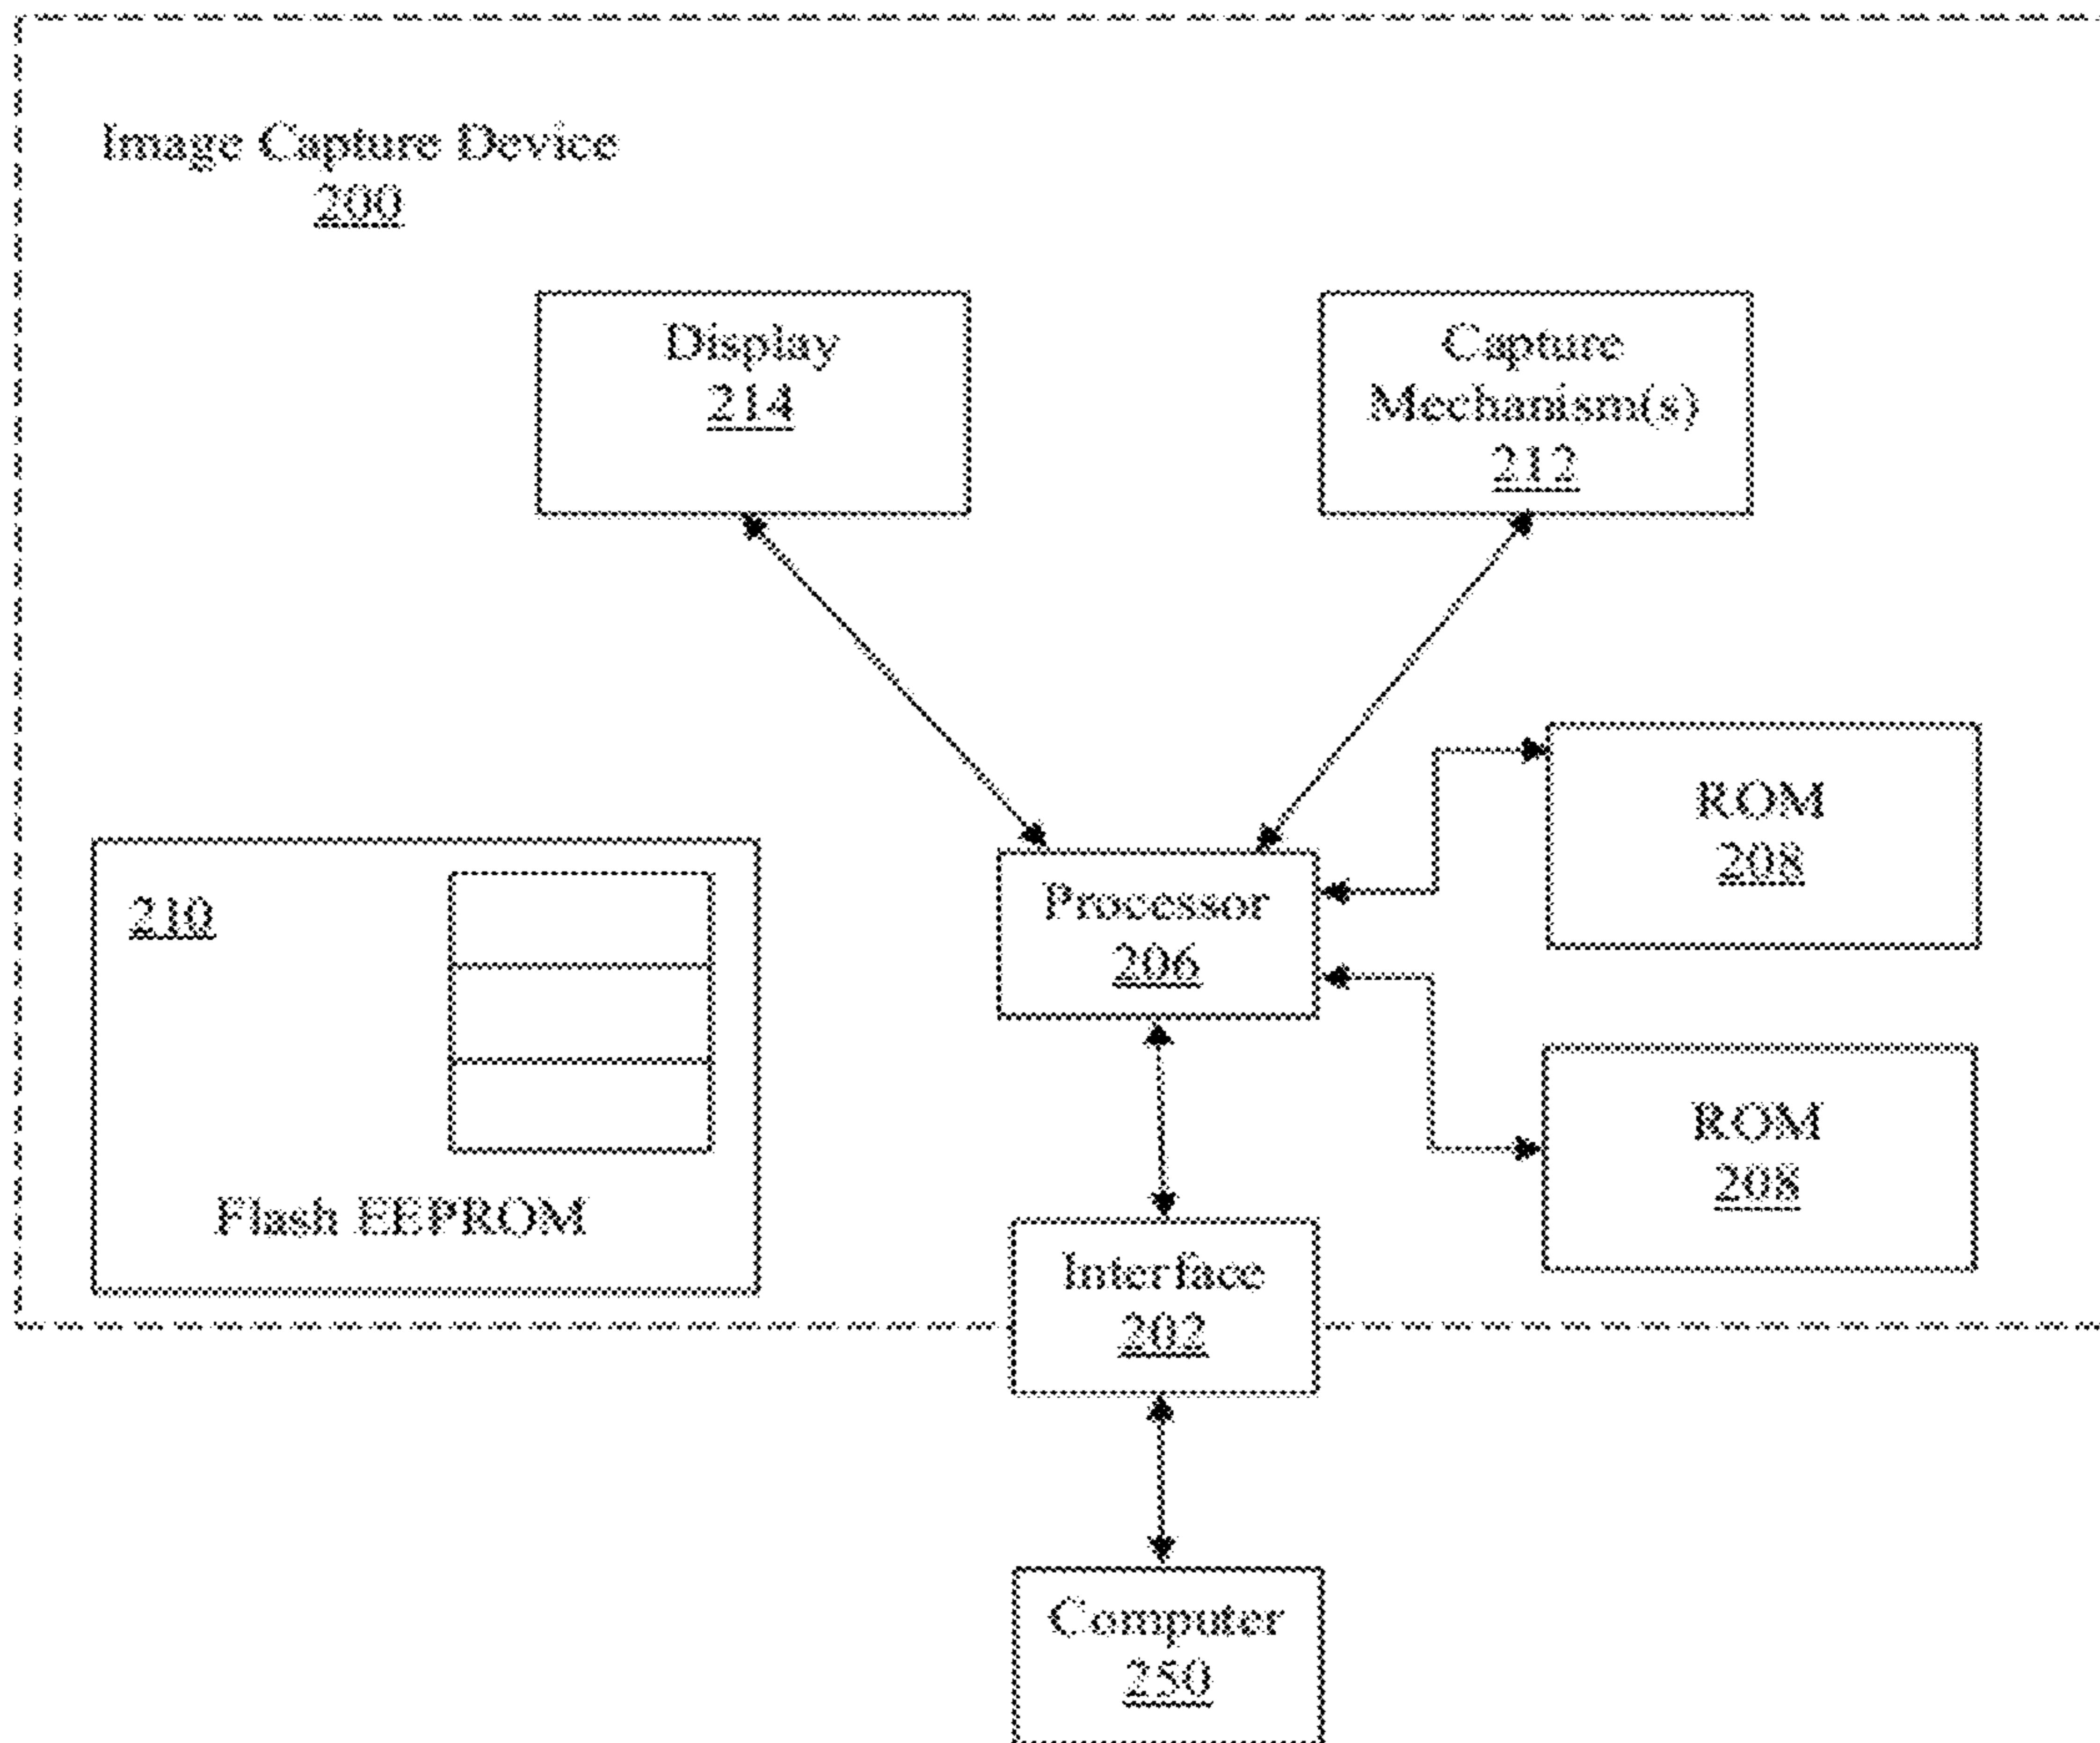 Image Capture Device
200
Display
214
Capture
Mechanism(s)
212
ROM
208
210
Processor
206
ROM
208
Flash EEPROM
Interface
202
Computer
250